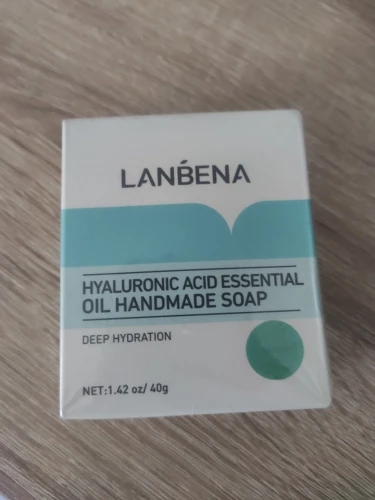 LANBENA
HYALURONIC ACID ESSENTIAL
OIL HANDMADE SOAP
DEEP HYDRATION
NET:1.42 oz/ 40g